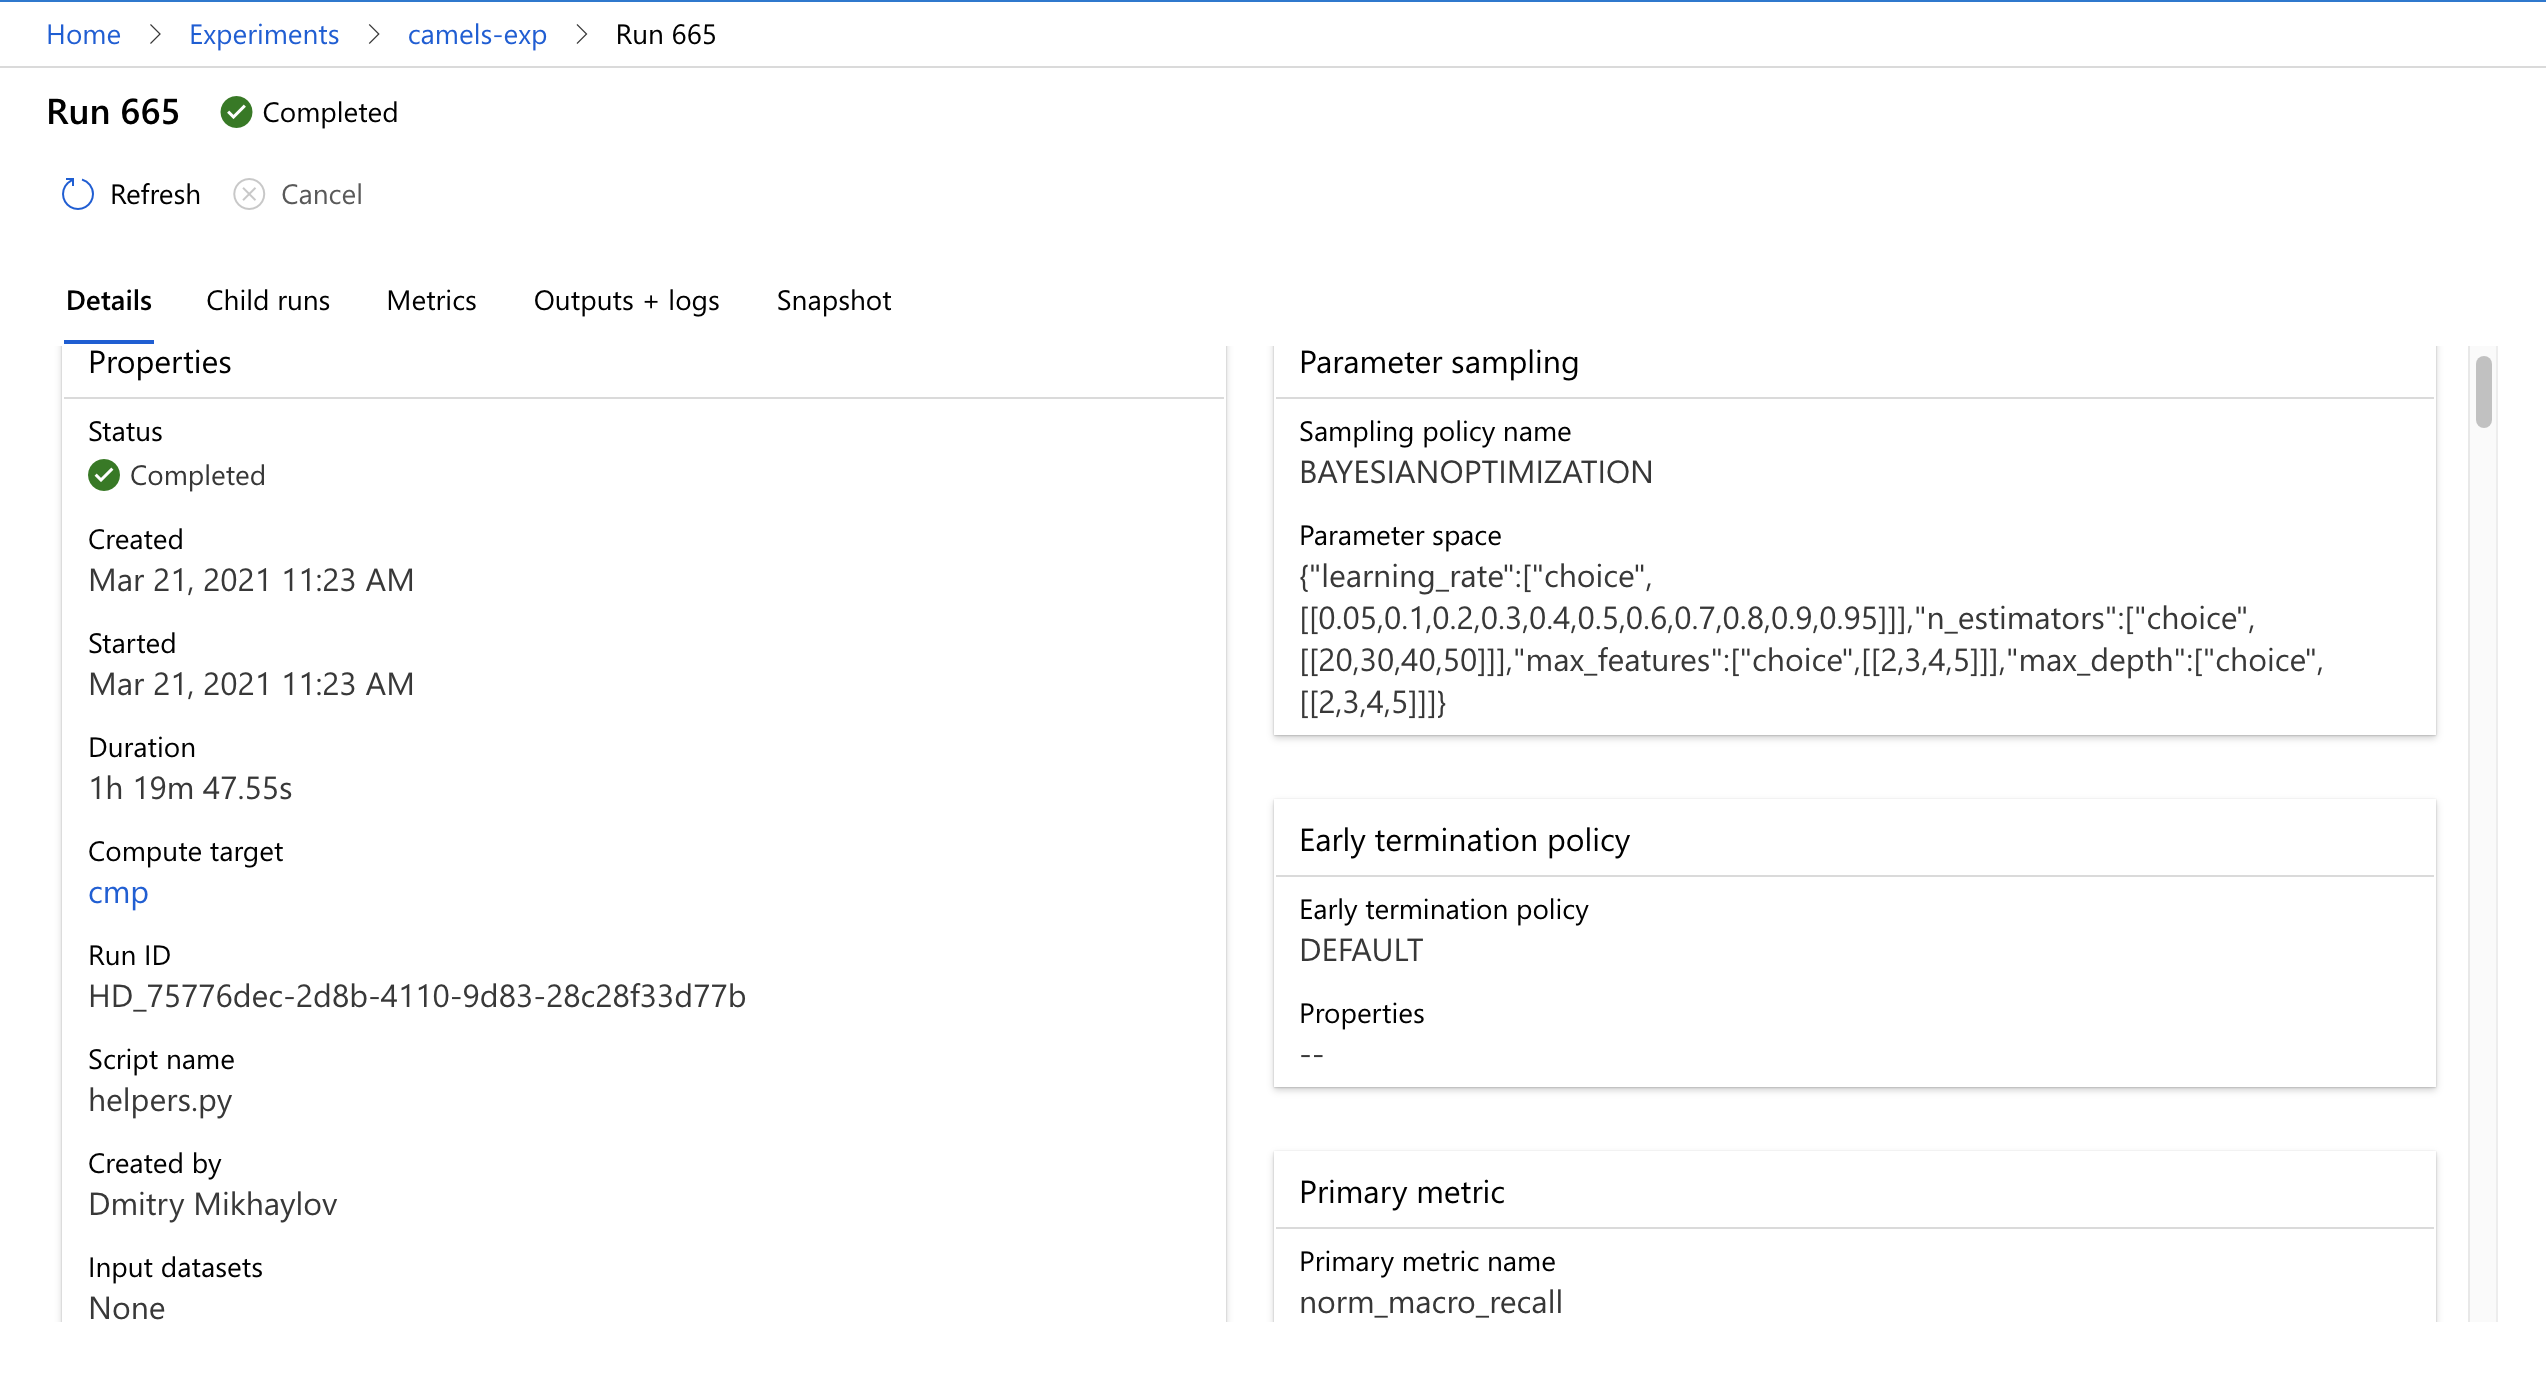 Home > Experiments > camels-exp > Run 665
Run 665 Completed
Refresh Cancel
Details Child runs Metrics Outputs + logs Snapshot
Properties
Status
Completed
Created
Mar 21, 2021 11:23 AM
Started
Mar 21, 2021 11:23 AM
Duration
1h 19m 47.55s
Compute target
cmp
Run ID
HD_75776dec-2d8b-4110-9d83-28c28f33d77b
Script name
helpers.py
Created by
Dmitry Mikhaylov
Input datasets
None
Parameter sampling
Sampling policy name
BAYESIANOPTIMIZATION
Parameter space
{"learning_rate":["choice",
[[0.05,0.1,0.2,0.3,0.4,0.5,0.6,0.7,0.8,0.9,0.95]]],"n_estimators":["choice",
[[20,30,40,50]]],"max_features":["choice",[[2,3,4,5]]],"max_depth":["choice",
[[2,3,4,5]]]}
Early termination policy
Early termination policy
DEFAULT
Properties
--
Primary metric
Primary metric name
norm_macro_recall